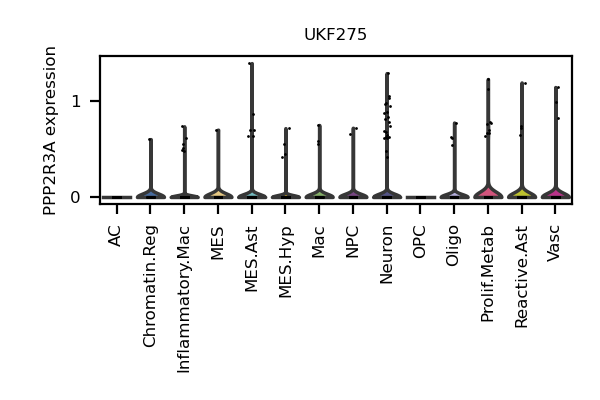 UKF275
PPP2R3A expression
1
0
AC
Chromatin.Reg
Inflammatory.Mac
MES
MES.Ast
MES.Hyp
Mac
NPC
Neuron
OPC
Oligo
Prolif.Metab
Reactive.Ast
Vasc